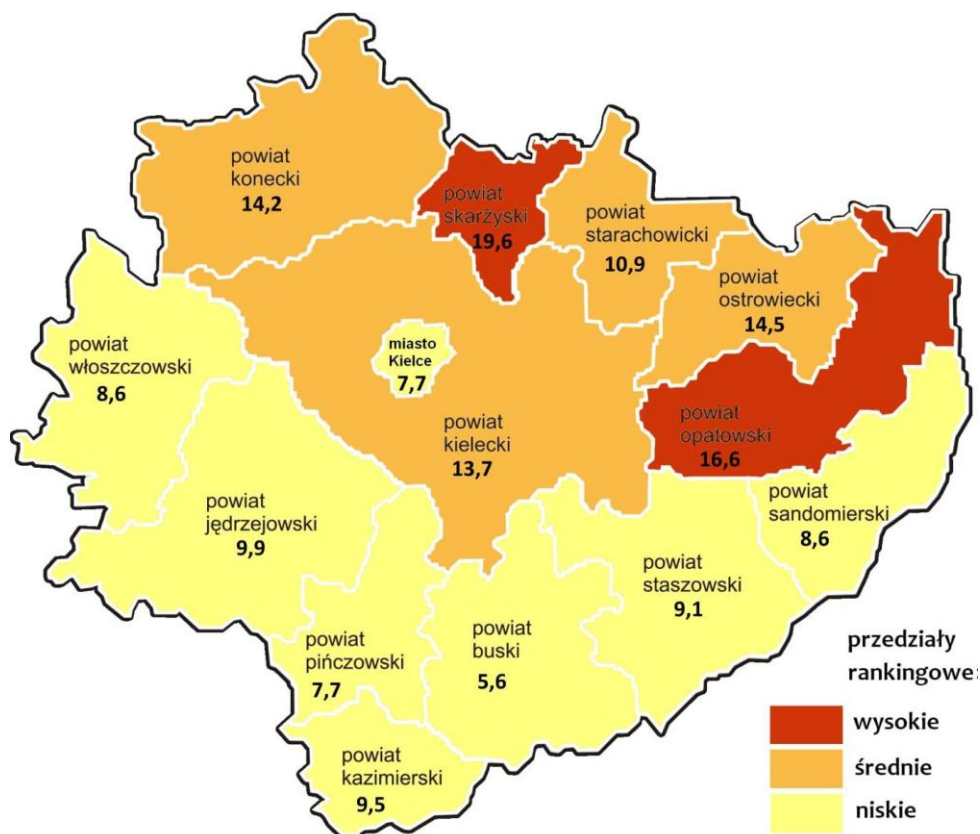 powiat
konecki
14,2
powiat
skarżyski
19,6
powiat
starachowicki
10,9
powiat
ostrowiecki
14,5
powiat
włoszczowski
8,6
miasto
Kielce
7,7
powiat
kielecki
13,7
powiat
opatowski
16,6
powiat
jędrzejowski
9,9
powiat
sandomierski
8,6
powiat
staszowski
9,1
powiat
pińczowski
7,7
powiat
buski
5,6
powiat
kazimierski
9,5
przedziały
rankingowe:
wysokie
średnie
niskie